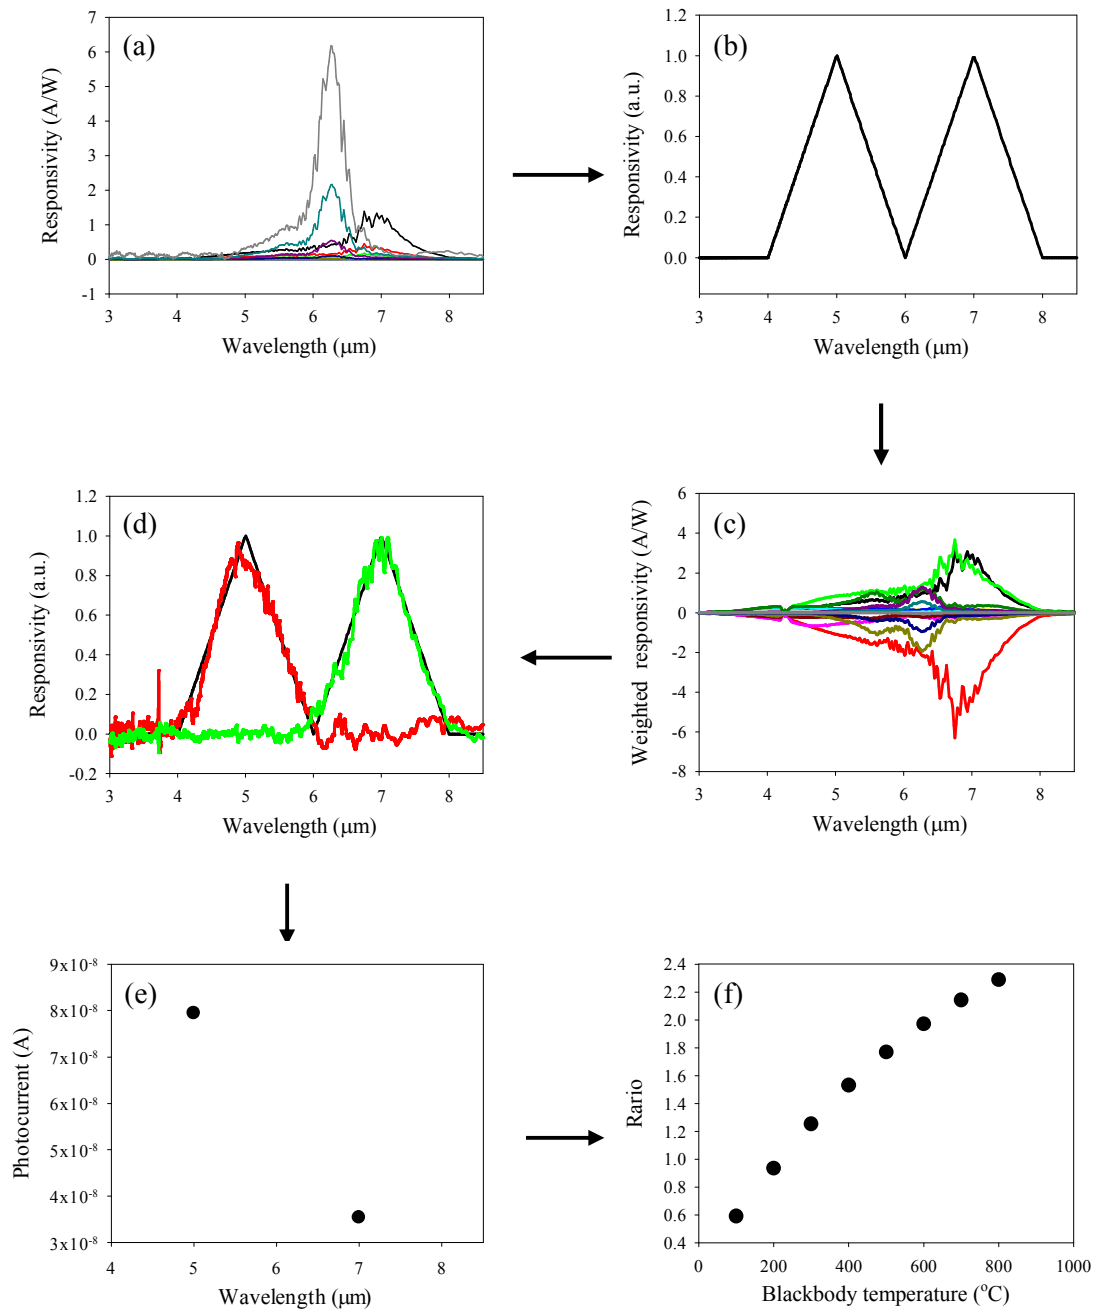 (a)
Responsivity (A/W)
7
6
5
4
3
2
1
0
-1
3 4 5 6 7 8
Wavelength (μm)
(b)
Responsivity (a.u.)
1.2
1.0
0.8
0.6
0.4
0.2
0.0
3 4 5 6 7 8
Wavelength (μm)
(d)
Responsivity (a.u.)
1.2
1.0
0.8
0.6
0.4
0.2
0.0
-0.2
3 4 5 6 7 8
Wavelength (μm)
(c)
Weighted responsivity (A/W)
6
4
2
0
-2
-4
-6
-8
3 4 5 6 7 8
Wavelength (μm)
(e)
Photocurrent (A)
9x10⁻⁸
8x10⁻⁸
7x10⁻⁸
6x10⁻⁸
5x10⁻⁸
4x10⁻⁸
3x10⁻⁸
4 5 6 7 8
Wavelength (μm)
(f)
Rario
2.4
2.2
2.0
1.8
1.6
1.4
1.2
1.0
0.8
0.6
0.4
0 200 400 600 800 1000
Blackbody temperature (°C)